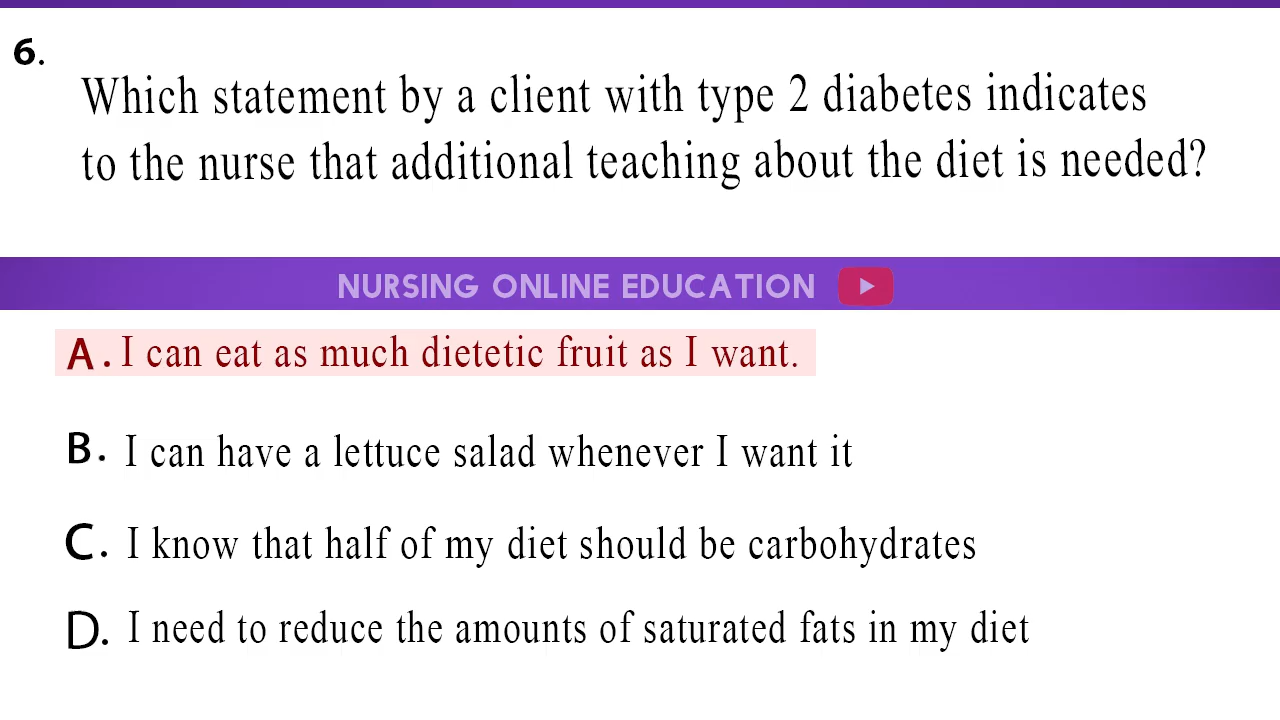 6.
Which statement by a client with type 2 diabetes indicates
to the nurse that additional teaching about the diet is needed?
NURSING ONLINE EDUCATION
A. I can eat as much dietetic fruit as I want.
B. I can have a lettuce salad whenever I want it
C. I know that half of my diet should be carbohydrates
D. I need to reduce the amounts of saturated fats in my diet